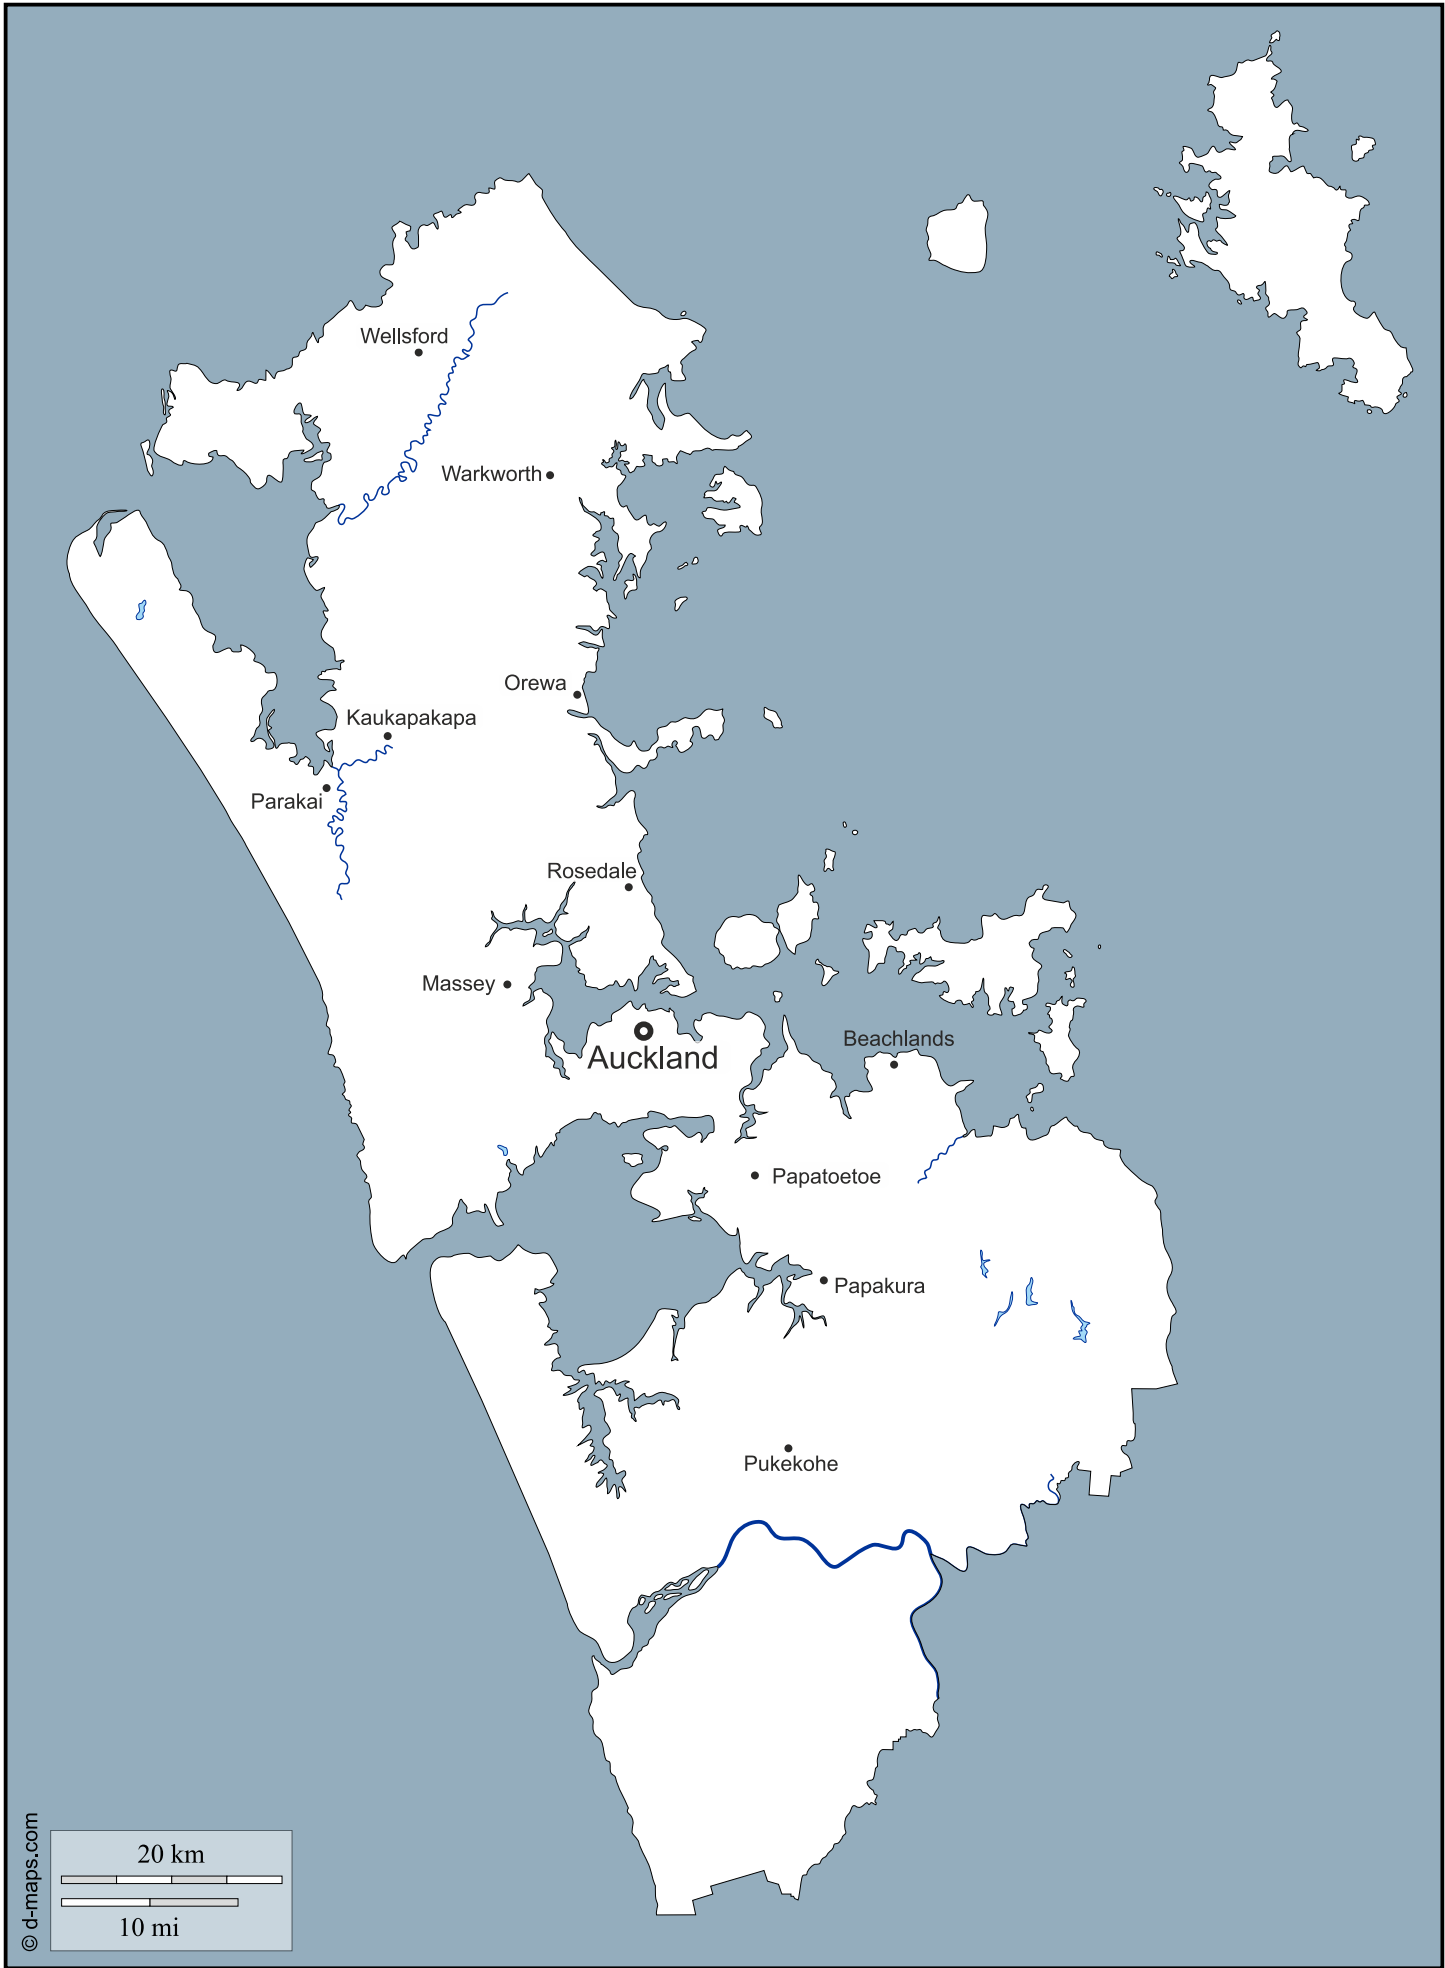 Wellsford
Warkworth
Orewa
Kaukapakapa
Parakai
Rosedale
Massey
Auckland
Beachlands
Papatoetoe
Papakura
Pukekohe
20 km
10 mi
© d-maps.com